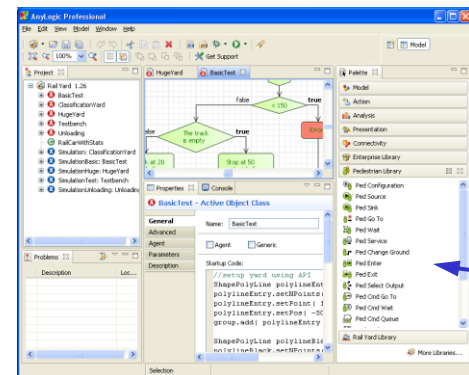 AnyLogic Professional
File Edit View Model Window Help
100%
Get Support
Model
Project
Rail Yard 1.26
BasicTest
ClassificationYard
HugeYard
Testbench
Unloading
RailCarWithStats
Simulation: ClassificationYard
SimulationBasic: BasicTest
SimulationHuge: HugeYard
SimulationTest: Testbench
SimulationUnloading: Unloadin
Problems
Description Loc...
HugeYard BasicTest
false < 150 true
The track is empty
true
Error
k at 20
Stop at 50
Properties Console
BasicTest - Active Object Class
General
Advanced
Agent
Parameters
Description
Name: BasicTest
Agent Generic
Startup Code:
//setup yard using API
ShapePolyLine polylineEnt
polylineEntry.setNPoints(
polylineEntry.setPoint( 1
polylineEntry.setPos( -50
group.add( polylineEntry
ShapePolyLine polylineBla
Selection
Palette
Model
Action
Analysis
Presentation
Connectivity
Enterprise Library
Pedestrian Library
Ped Configuration
Ped Source
Ped Sink
Ped Go To
Ped Wait
Ped Service
Ped Change Ground
Ped Enter
Ped Exit
Ped Select Output
Ped Cmd Go To
Ped Cmd Wait
Ped Cmd Queue
Rail Yard Library
More Libraries...